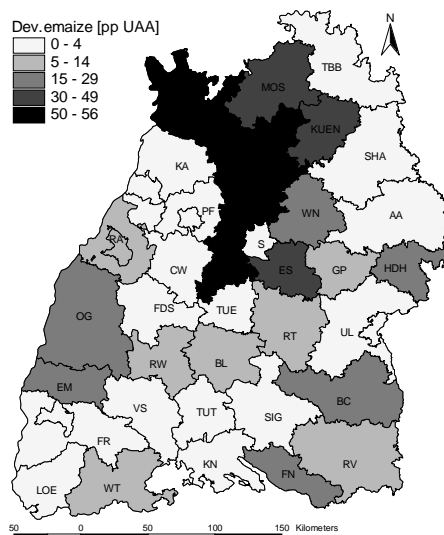 Dev.emaize [pp UAA]
0 - 4
5 - 14
15 - 29
30 - 49
50 - 56
N
TBB
MOS
KUEN
SHA
KA
PF
WN
AA
RA
S
CW
ES
GP
HDH
OG
FDS
TUE
RT
UL
RW
BL
EM
BC
VS
TUT
SIG
FR
KN
RV
LOE
WT
FN
50 0 50 100 150 Kilometers